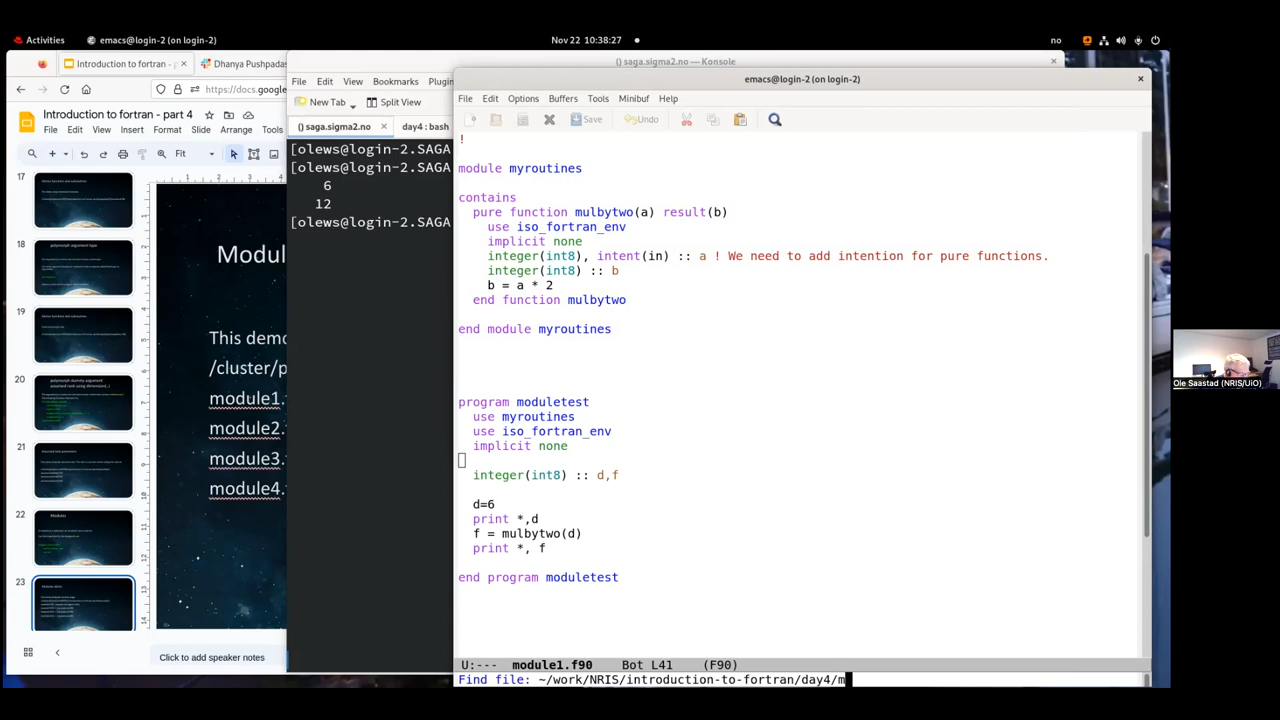 Activities
emacs@login-2 (on login-2)
Nov 22 10:38:27
no
Introduction to fortran - p
Dhanya Pushpadas
() saga.sigma2.no — Konsole
https://docs.google
Introduction to fortran - part 4
File Edit View Insert Format Slide Arrange Tools
Fit
17
18
polymorph argument type
19
20
polymorph dummy argument
21
22
Modules
23
Modul
This demo
/cluster/p
module1.
module2.
module3.
module4.
Click to add speaker notes
File Edit View Bookmarks Plugin
New Tab Split View
() saga.sigma2.no
day4 : bash
[olews@login-2.SAGA
[olews@login-2.SAGA
6
12
[olews@login-2.SAGA
emacs@login-2 (on login-2)
File Edit Options Buffers Tools Minibuf Help
Save Undo
!
module myroutines
contains
pure function mulbytwo(a) result(b)
use iso_fortran_env
implicit none
integer(int8), intent(in) :: a ! We need to add intention for pure functions.
integer(int8) :: b
b = a * 2
end function mulbytwo
end module myroutines
program moduletest
use myroutines
use iso_fortran_env
implicit none
integer(int8) :: d,f
d=6
print *,d
f = mulbytwo(d)
print *, f
end program moduletest
U:--- module1.f90 Bot L41 (F90)
Find file: ~/work/NRIS/introduction-to-fortran/day4/m
Ole Saastad (NRIS/UiO)